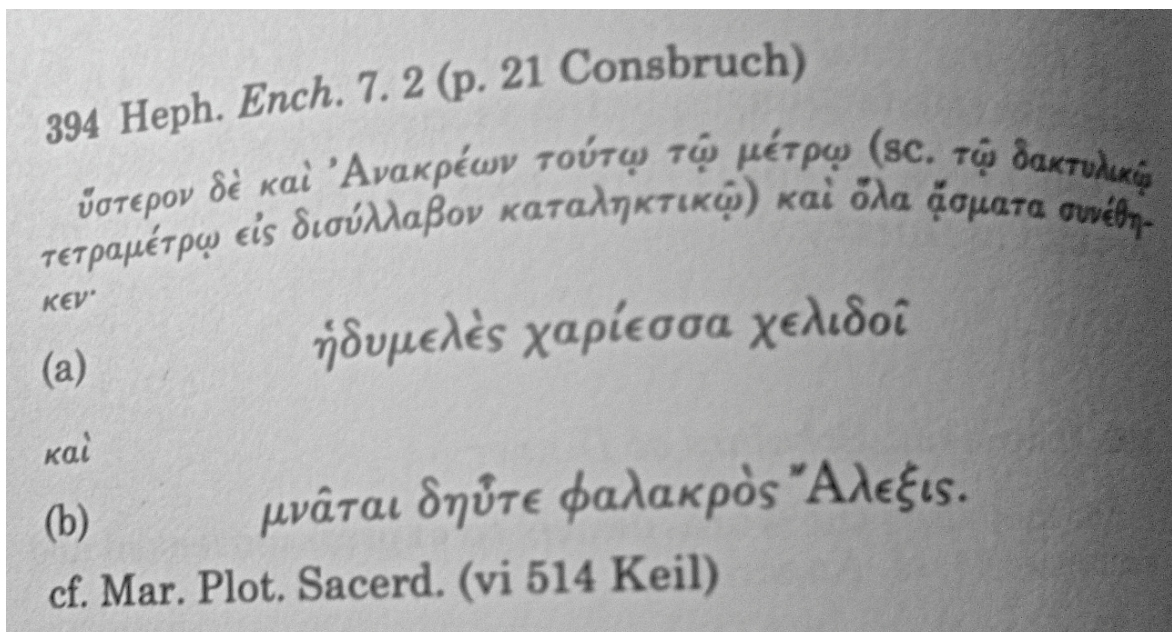 394 Heph. Ench. 7. 2 (p. 21 Consbruch)
ὕστερον δὲ καὶ Ἀνακρέων τούτῳ τῷ μέτρῳ (sc. τῷ δακτυλικῷ
τετραμέτρῳ εἰς δισύλλαβον καταληκτικῷ) καὶ ὅλα ᾄσματα συνέθη-
κεν·
(a) ἡδυμελὲς χαρίεσσα χελιδοῖ
καὶ
(b) μνᾶται δηὖτε φαλακρὸς Ἄλεξις.
cf. Mar. Plot. Sacerd. (vi 514 Keil)